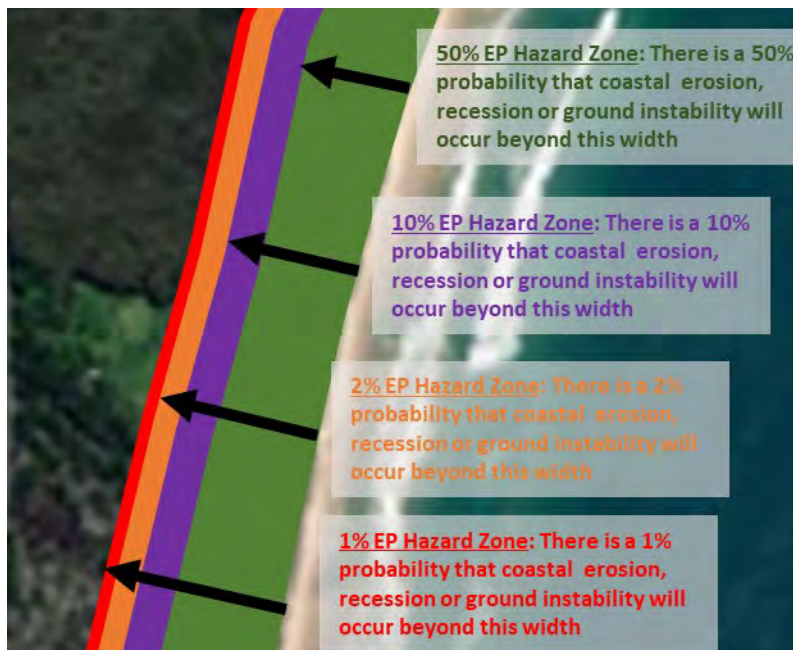 50% EP Hazard Zone: There is a 50%
probability that coastal erosion,
recession or ground instability will
occur beyond this width
10% EP Hazard Zone: There is a 10%
probability that coastal erosion,
recession or ground instability will
occur beyond this width
2% EP Hazard Zone: There is a 2%
probability that coastal erosion,
recession or ground instability will
occur beyond this width
1% EP Hazard Zone: There is a 1%
probability that coastal erosion,
recession or ground instability will
occur beyond this width